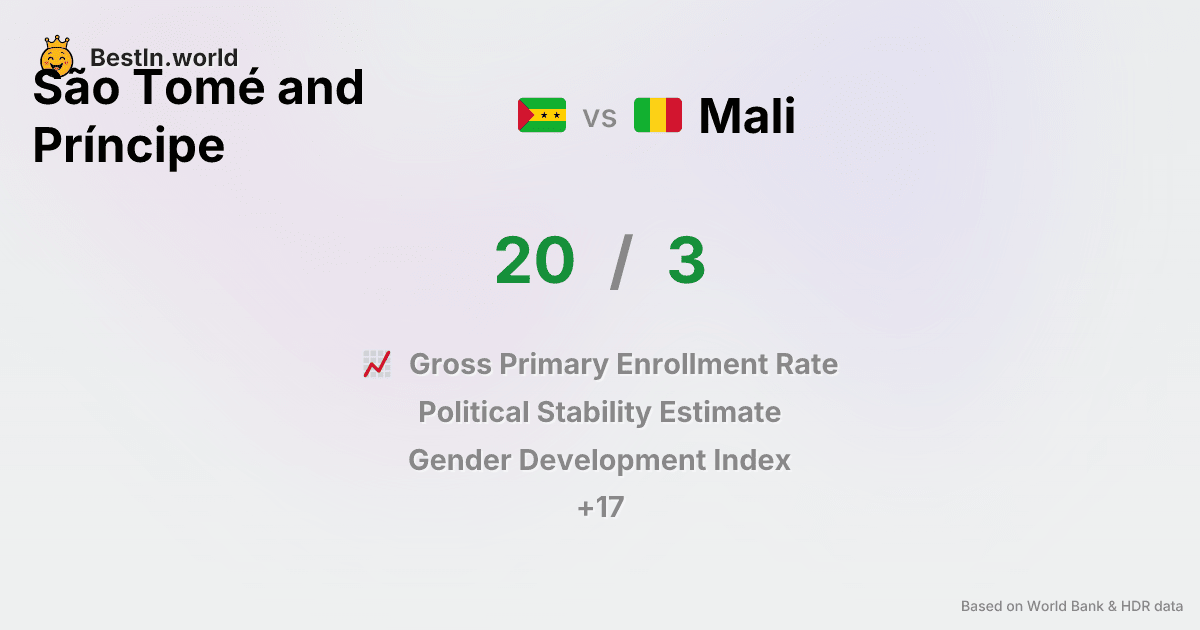 BestIn.world
São Tomé and
Príncipe
vs
Mali
20 / 3
Gross Primary Enrollment Rate
Political Stability Estimate
Gender Development Index
+17
Based on World Bank & HDR data